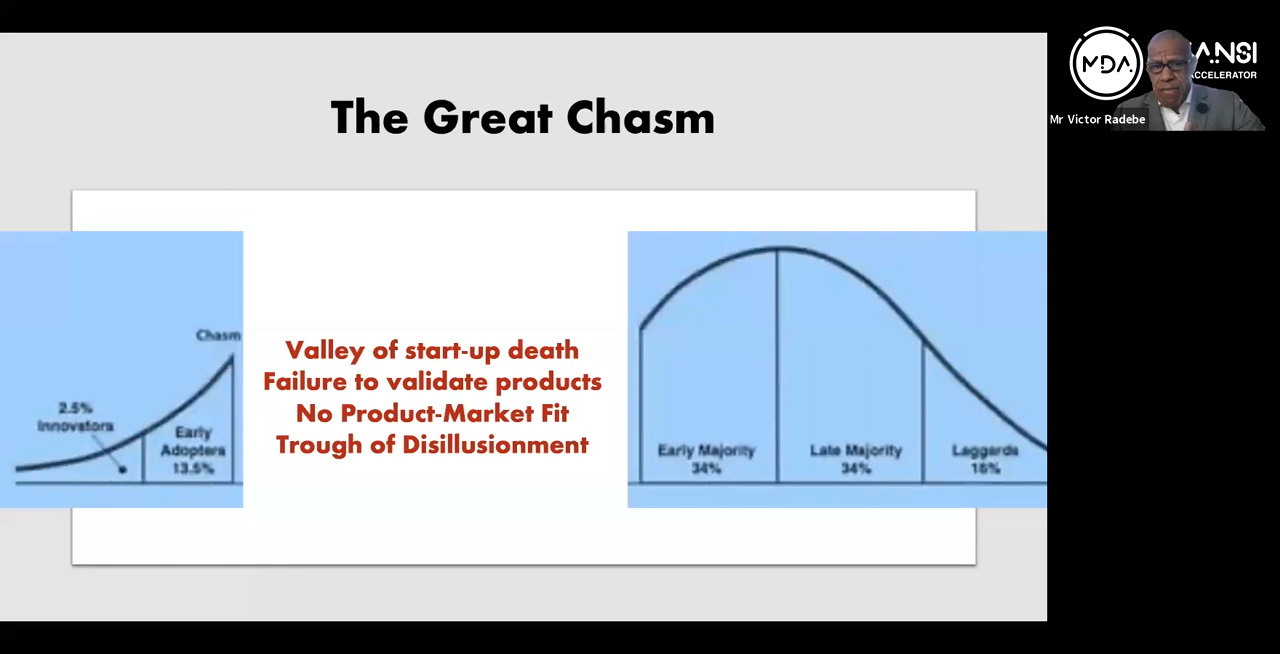 The Great Chasm
Chasm
2.5%
Innovators
Early
Adopters
13.5%
Valley of start-up death
Failure to validate products
No Product-Market Fit
Trough of Disillusionment
Early Majority
34%
Late Majority
34%
Laggards
16%
MDA
ACCELERATOR
Mr Victor Radebe